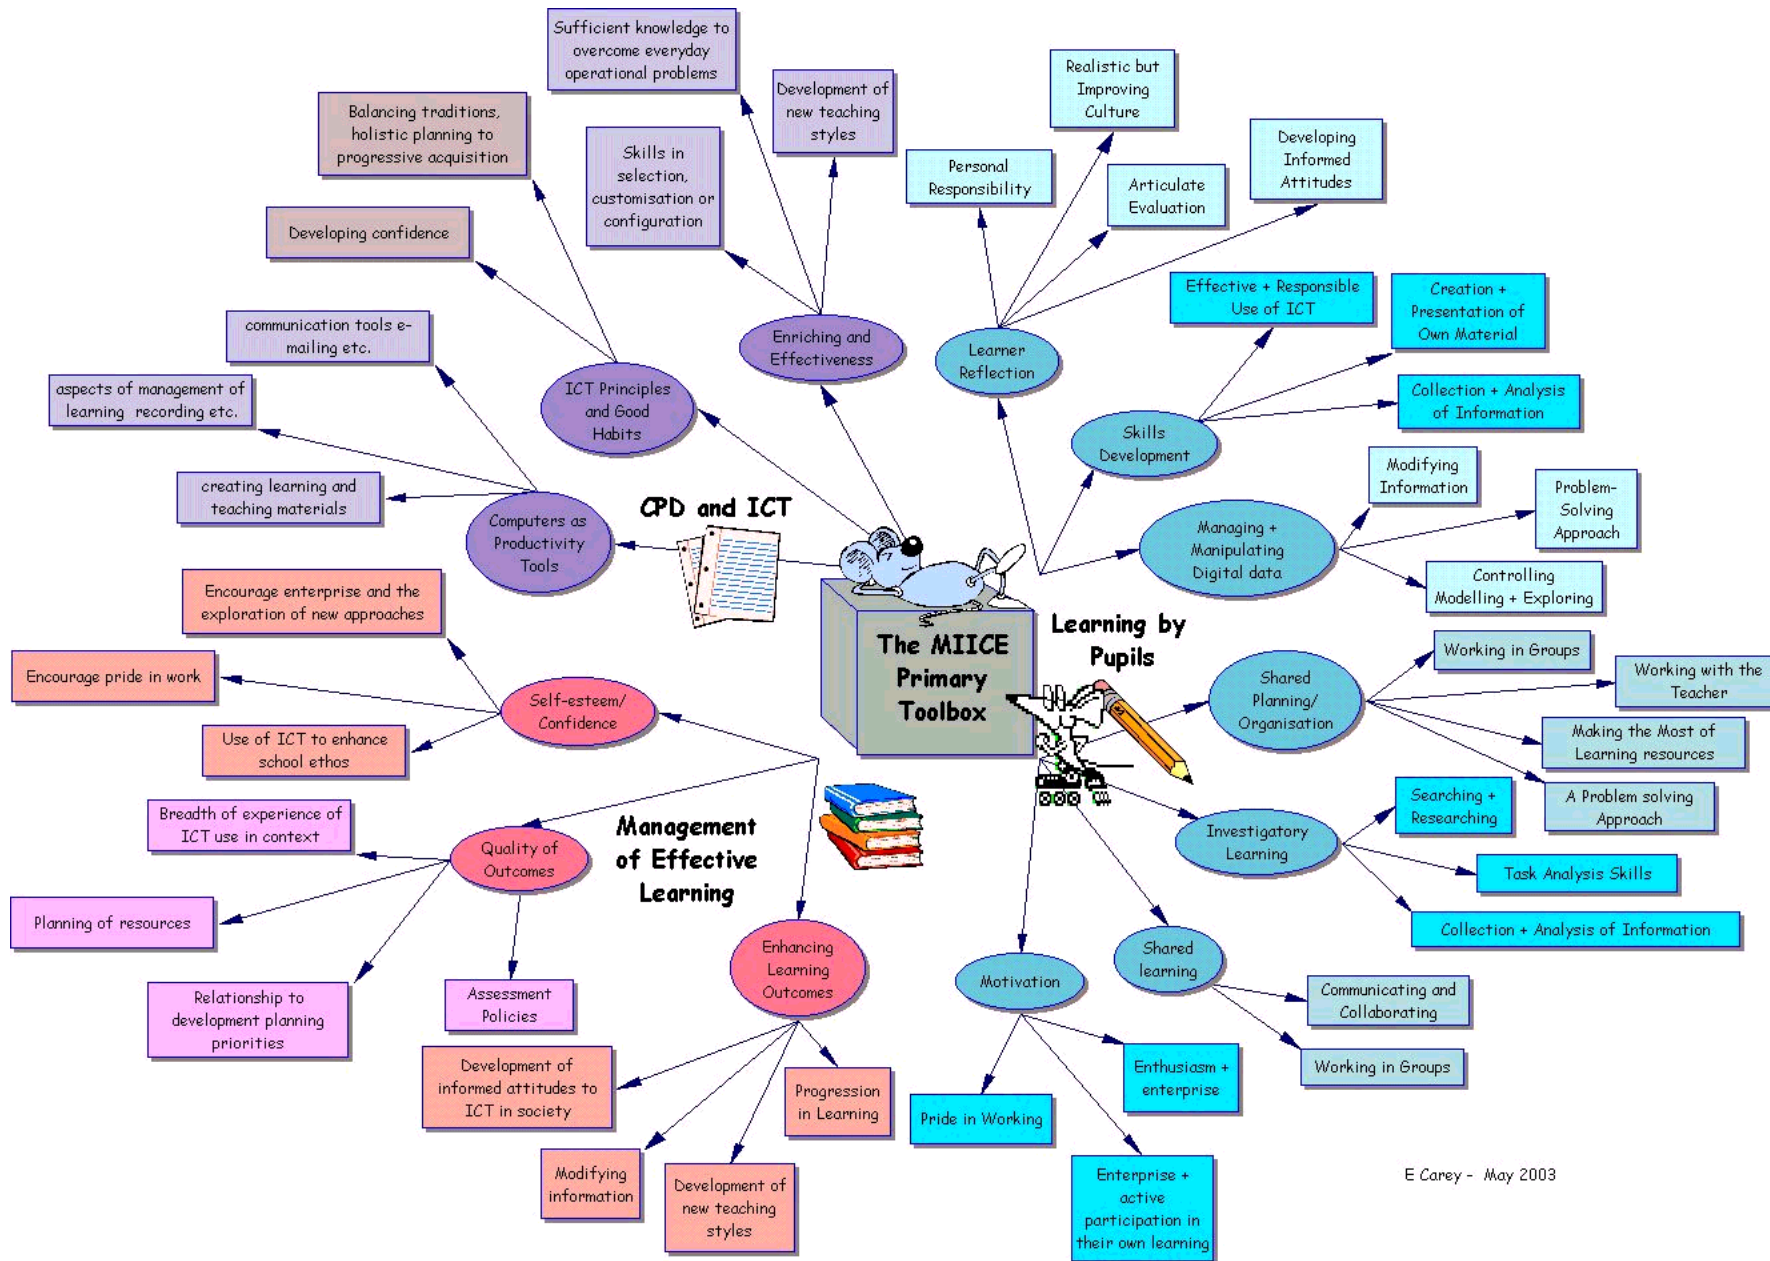 Sufficient knowledge to
overcome everyday
operational problems
Development of
new teaching
styles
Balancing traditions,
holistic planning to
progressive acquisition
Skills in
selection,
customisation or
configuration
Developing confidence
communication tools e-
mailing etc.
aspects of management of
learning recording etc.
creating learning and
teaching materials
Enriching and
Effectiveness
ICT Principles
and Good
Habits
Computers as
Productivity
Tools
CPD and ICT
Realistic but
Improving
Culture
Personal
Responsibility
Articulate
Evaluation
Developing
Informed
Attitudes
Learner
Reflection
Effective + Responsible
Use of ICT
Creation +
Presentation of
Own Material
Collection + Analysis
of Information
Skills
Development
Modifying
Information
Problem-
Solving
Approach
Controlling
Modelling + Exploring
Managing +
Manipulating
Digital data
The MIICE
Primary
Toolbox
Learning by
Pupils
Shared
Planning/
Organisation
Working in Groups
Working with the
Teacher
Making the Most of
Learning resources
A Problem solving
Approach
Investigatory
Learning
Searching +
Researching
Task Analysis Skills
Collection + Analysis of Information
Shared
learning
Communicating and
Collaborating
Working in Groups
Motivation
Enthusiasm +
enterprise
Pride in Working
Enterprise +
active
participation in
their own learning
Encourage enterprise and the
exploration of new approaches
Encourage pride in work
Use of ICT to enhance
school ethos
Self-esteem/
Confidence
Management
of Effective
Learning
Breadth of experience of
ICT use in context
Quality of
Outcomes
Planning of resources
Relationship to
development planning
priorities
Assessment
Policies
Enhancing
Learning
Outcomes
Development of
informed attitudes to
ICT in society
Progression
in Learning
Modifying
information
Development of
new teaching
styles
E Carey - May 2003